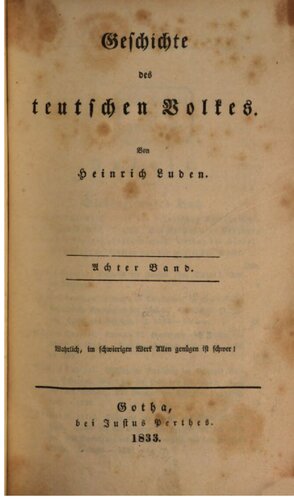 Geschichte
des
teutschen Volkes.
Von
Heinrich Luden.
Achter Band.
Wahrlich, im schwierigen Werk Allen genügen ist schwer!
Gotha,
bei Justus Perthes.
1833.